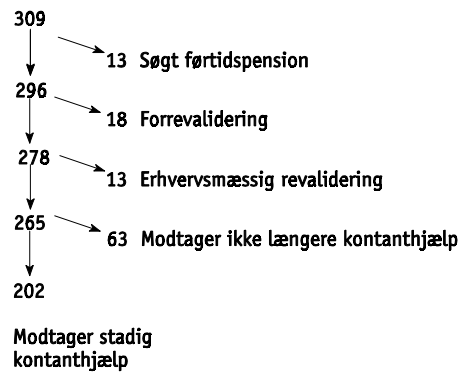 309
13 Søgt førtidspension
296
18 Forrevalidering
278
13 Erhvervsmæssig revalidering
265
63 Modtager ikke længere kontanthjælp
202
Modtager stadig
kontanthjælp